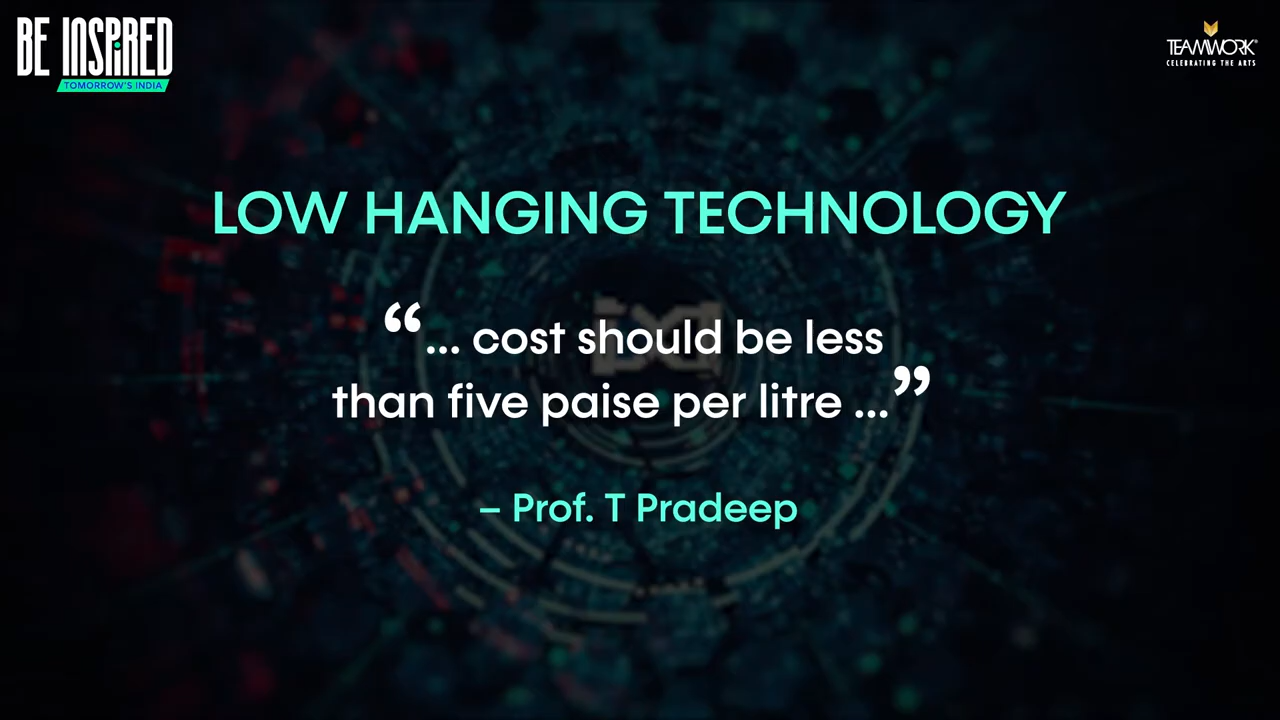 BE INSPIRED
TOMORROW'S INDIA
TEAMWORK®
CELEBRATING THE ARTS
LOW HANGING TECHNOLOGY
“... cost should be less
than five paise per litre ...”
– Prof. T Pradeep